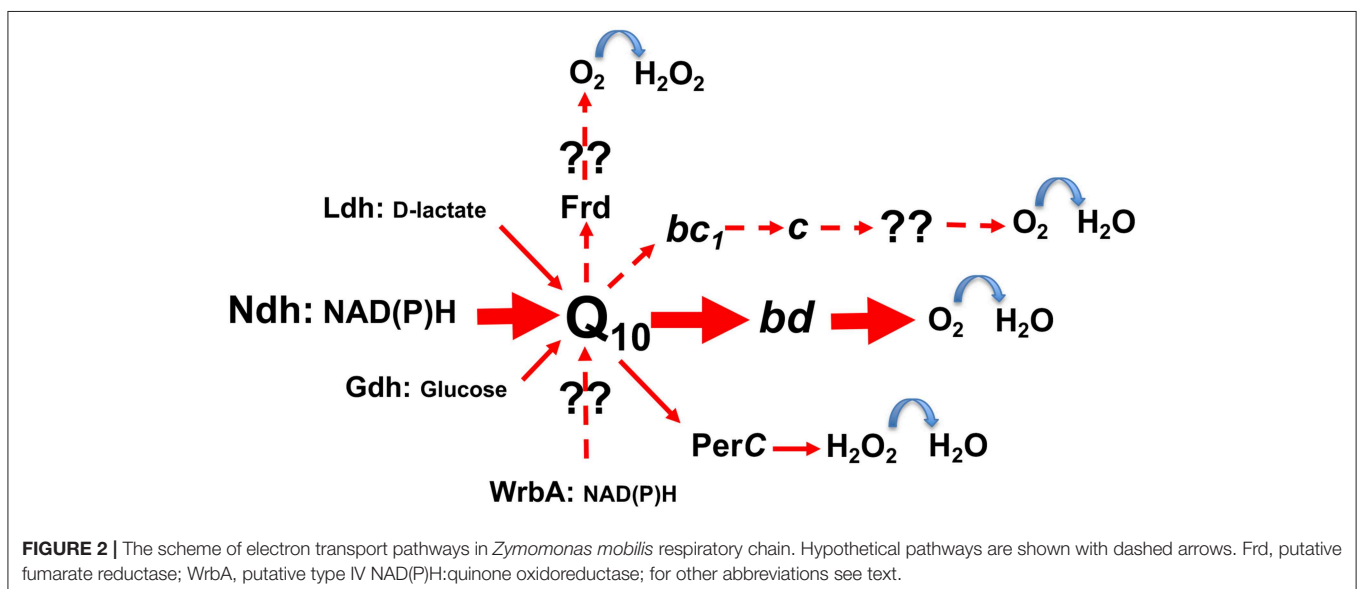 O₂ H₂O₂
??
Ldh: D-lactate Frd
bc₁ c ?? O₂ H₂O
Ndh: NAD(P)H Q₁₀ bd O₂ H₂O
Gdh: Glucose
??
PerC H₂O₂ H₂O
WrbA: NAD(P)H
FIGURE 2 | The scheme of electron transport pathways in Zymomonas mobilis respiratory chain. Hypothetical pathways are shown with dashed arrows. Frd, putative
fumarate reductase; WrbA, putative type IV NAD(P)H:quinone oxidoreductase; for other abbreviations see text.